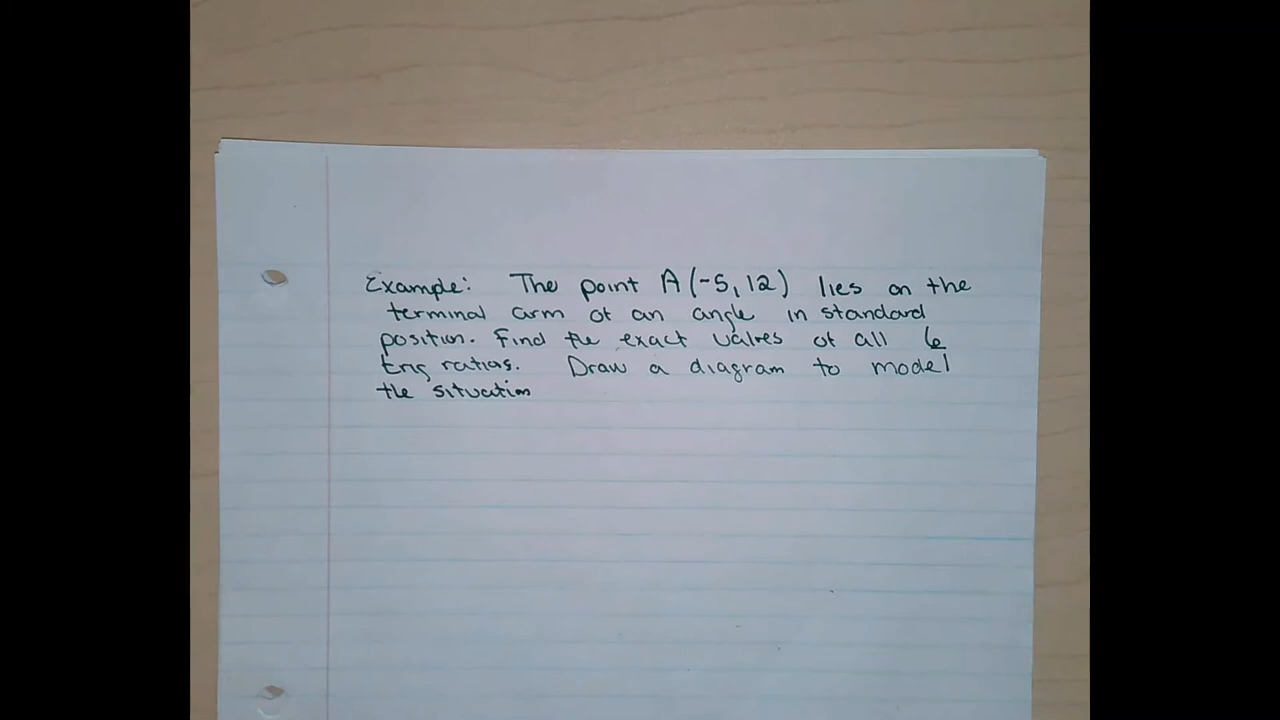 Example: The point A(-5, 12) lies on the
terminal arm of an angle in standard
position. Find the exact values of all 6
trig ratios. Draw a diagram to model
the situation